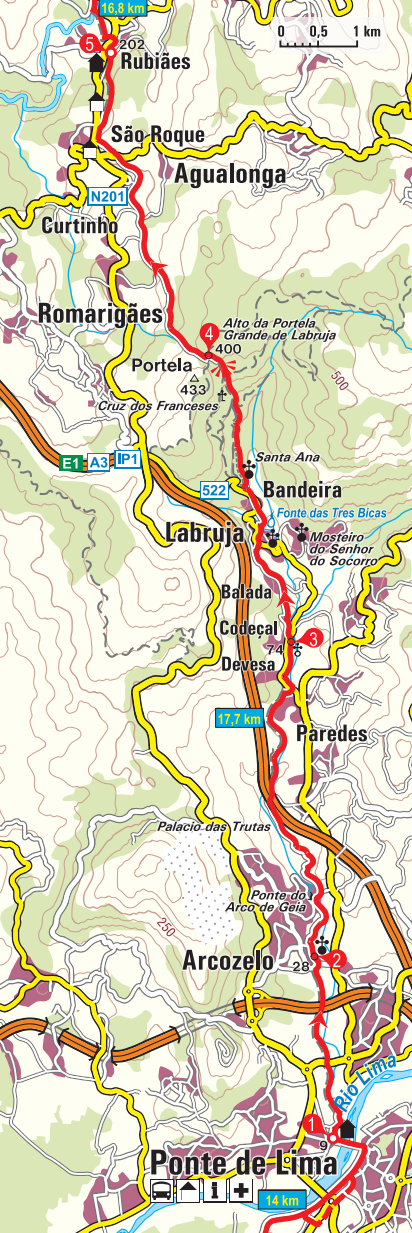 16,8 km
0 0,5 1 km
5
202
Rubiães
São Roque
Agualonga
N201
Curtinho
Romarigães
4
Alto da Portela
Grande de Labruja
400
Portela
433
500
Cruz dos Franceses
Santa Ana
E1
A3
IP1
522
Bandeira
Fonte das Tres Bicas
Labruja
Mosteiro
do Senhor
do Socorro
Balada
Codeçal
3
74
Devesa
17,7 km
Paredes
Palacio das Trutas
Ponte do
Arco de Geia
250
Arcozelo
28
2
Rio Lima
1
9
Ponte de Lima
i
14 km